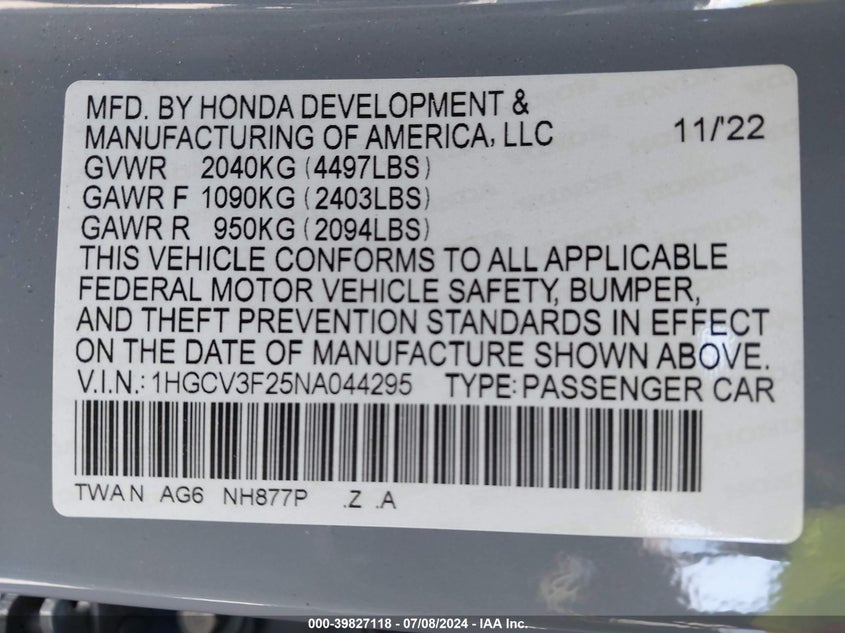 MFD. BY HONDA DEVELOPMENT &
MANUFACTURING OF AMERICA, LLC 11/'22
GVWR 2040KG (4497LBS)
GAWR F 1090KG (2403LBS)
GAWR R 950KG (2094LBS)
THIS VEHICLE CONFORMS TO ALL APPLICABLE
FEDERAL MOTOR VEHICLE SAFETY, BUMPER,
AND THEFT PREVENTION STANDARDS IN EFFECT
ON THE DATE OF MANUFACTURE SHOWN ABOVE.
V.I.N.: 1HGCV3F25NA044295 TYPE: PASSENGER CAR
TWA N AG6 NH877P .Z .A
000-39827118 - 07/08/2024 - IAA Inc.